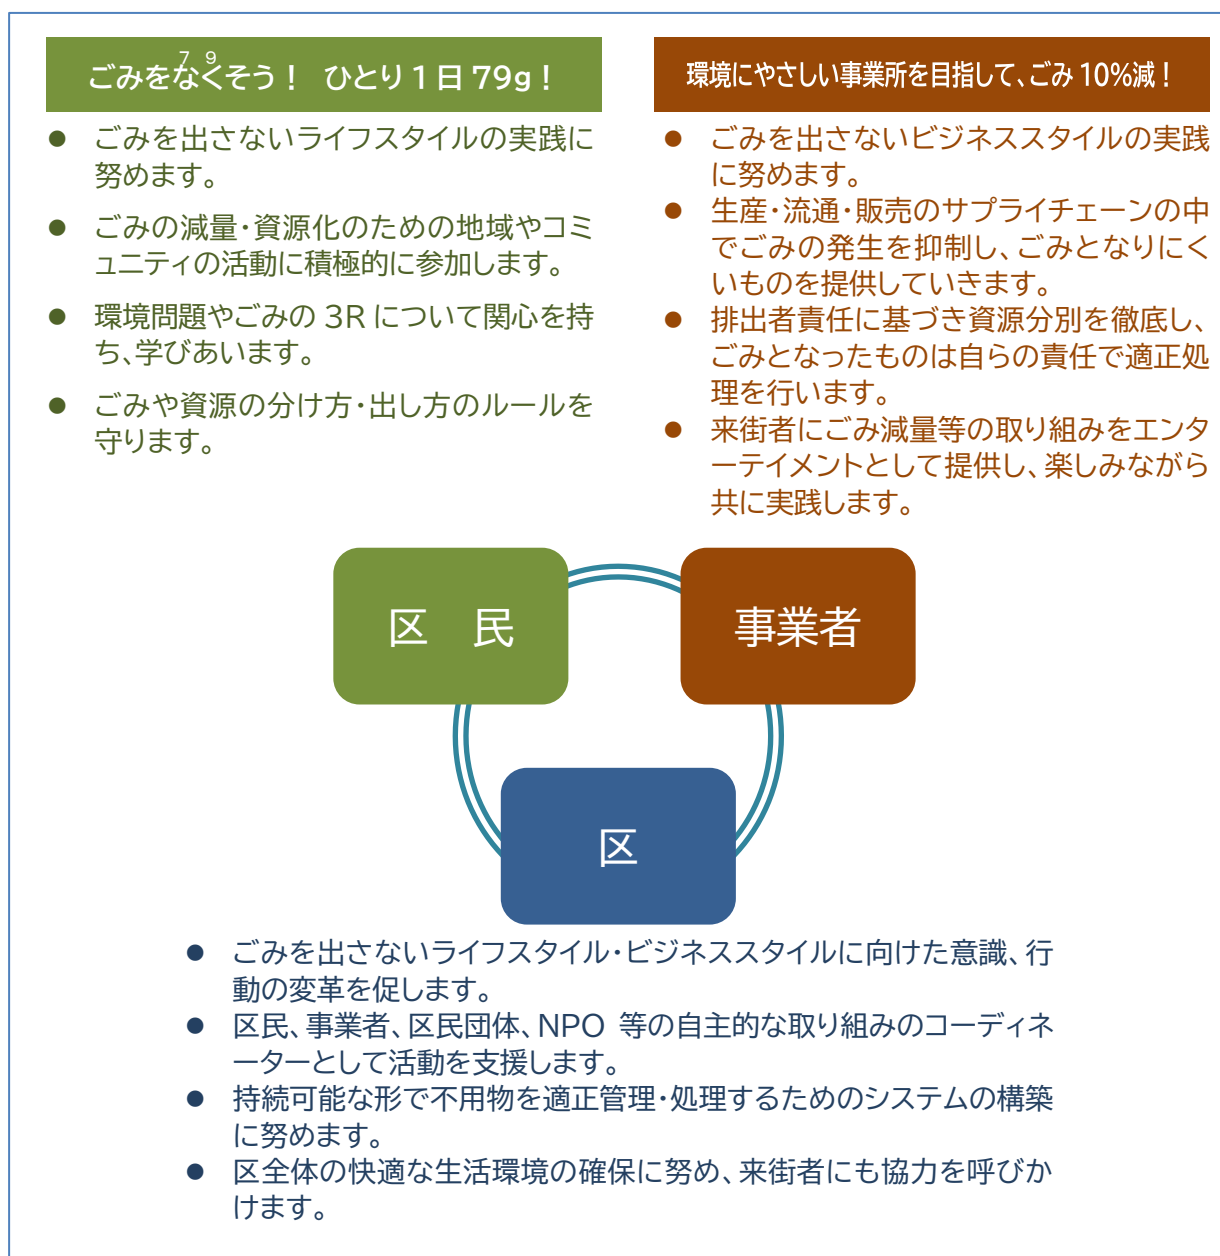 7 9
ごみをなくそう！ ひとり1日79g！
● ごみを出さないライフスタイルの実践に
努めます。
● ごみの減量・資源化のための地域やコミ
ュニティの活動に積極的に参加します。
● 環境問題やごみの 3R について関心を持
ち、学びあいます。
● ごみや資源の分け方・出し方のルールを
守ります。
環境にやさしい事業所を目指して、ごみ10%減！
● ごみを出さないビジネススタイルの実践
に努めます。
● 生産・流通・販売のサプライチェーンの中
でごみの発生を抑制し、ごみとなりにく
いものを提供していきます。
● 排出者責任に基づき資源分別を徹底し、
ごみとなったものは自らの責任で適正処
理を行います。
● 来街者にごみ減量等の取り組みをエンタ
ーテイメントとして提供し、楽しみながら
共に実践します。
区　民
事業者
区
● ごみを出さないライフスタイル・ビジネススタイルに向けた意識、行
動の変革を促します。
● 区民、事業者、区民団体、NPO 等の自主的な取り組みのコーディネ
ーターとして活動を支援します。
● 持続可能な形で不用物を適正管理・処理するためのシステムの構築
に努めます。
● 区全体の快適な生活環境の確保に努め、来街者にも協力を呼びか
けます。